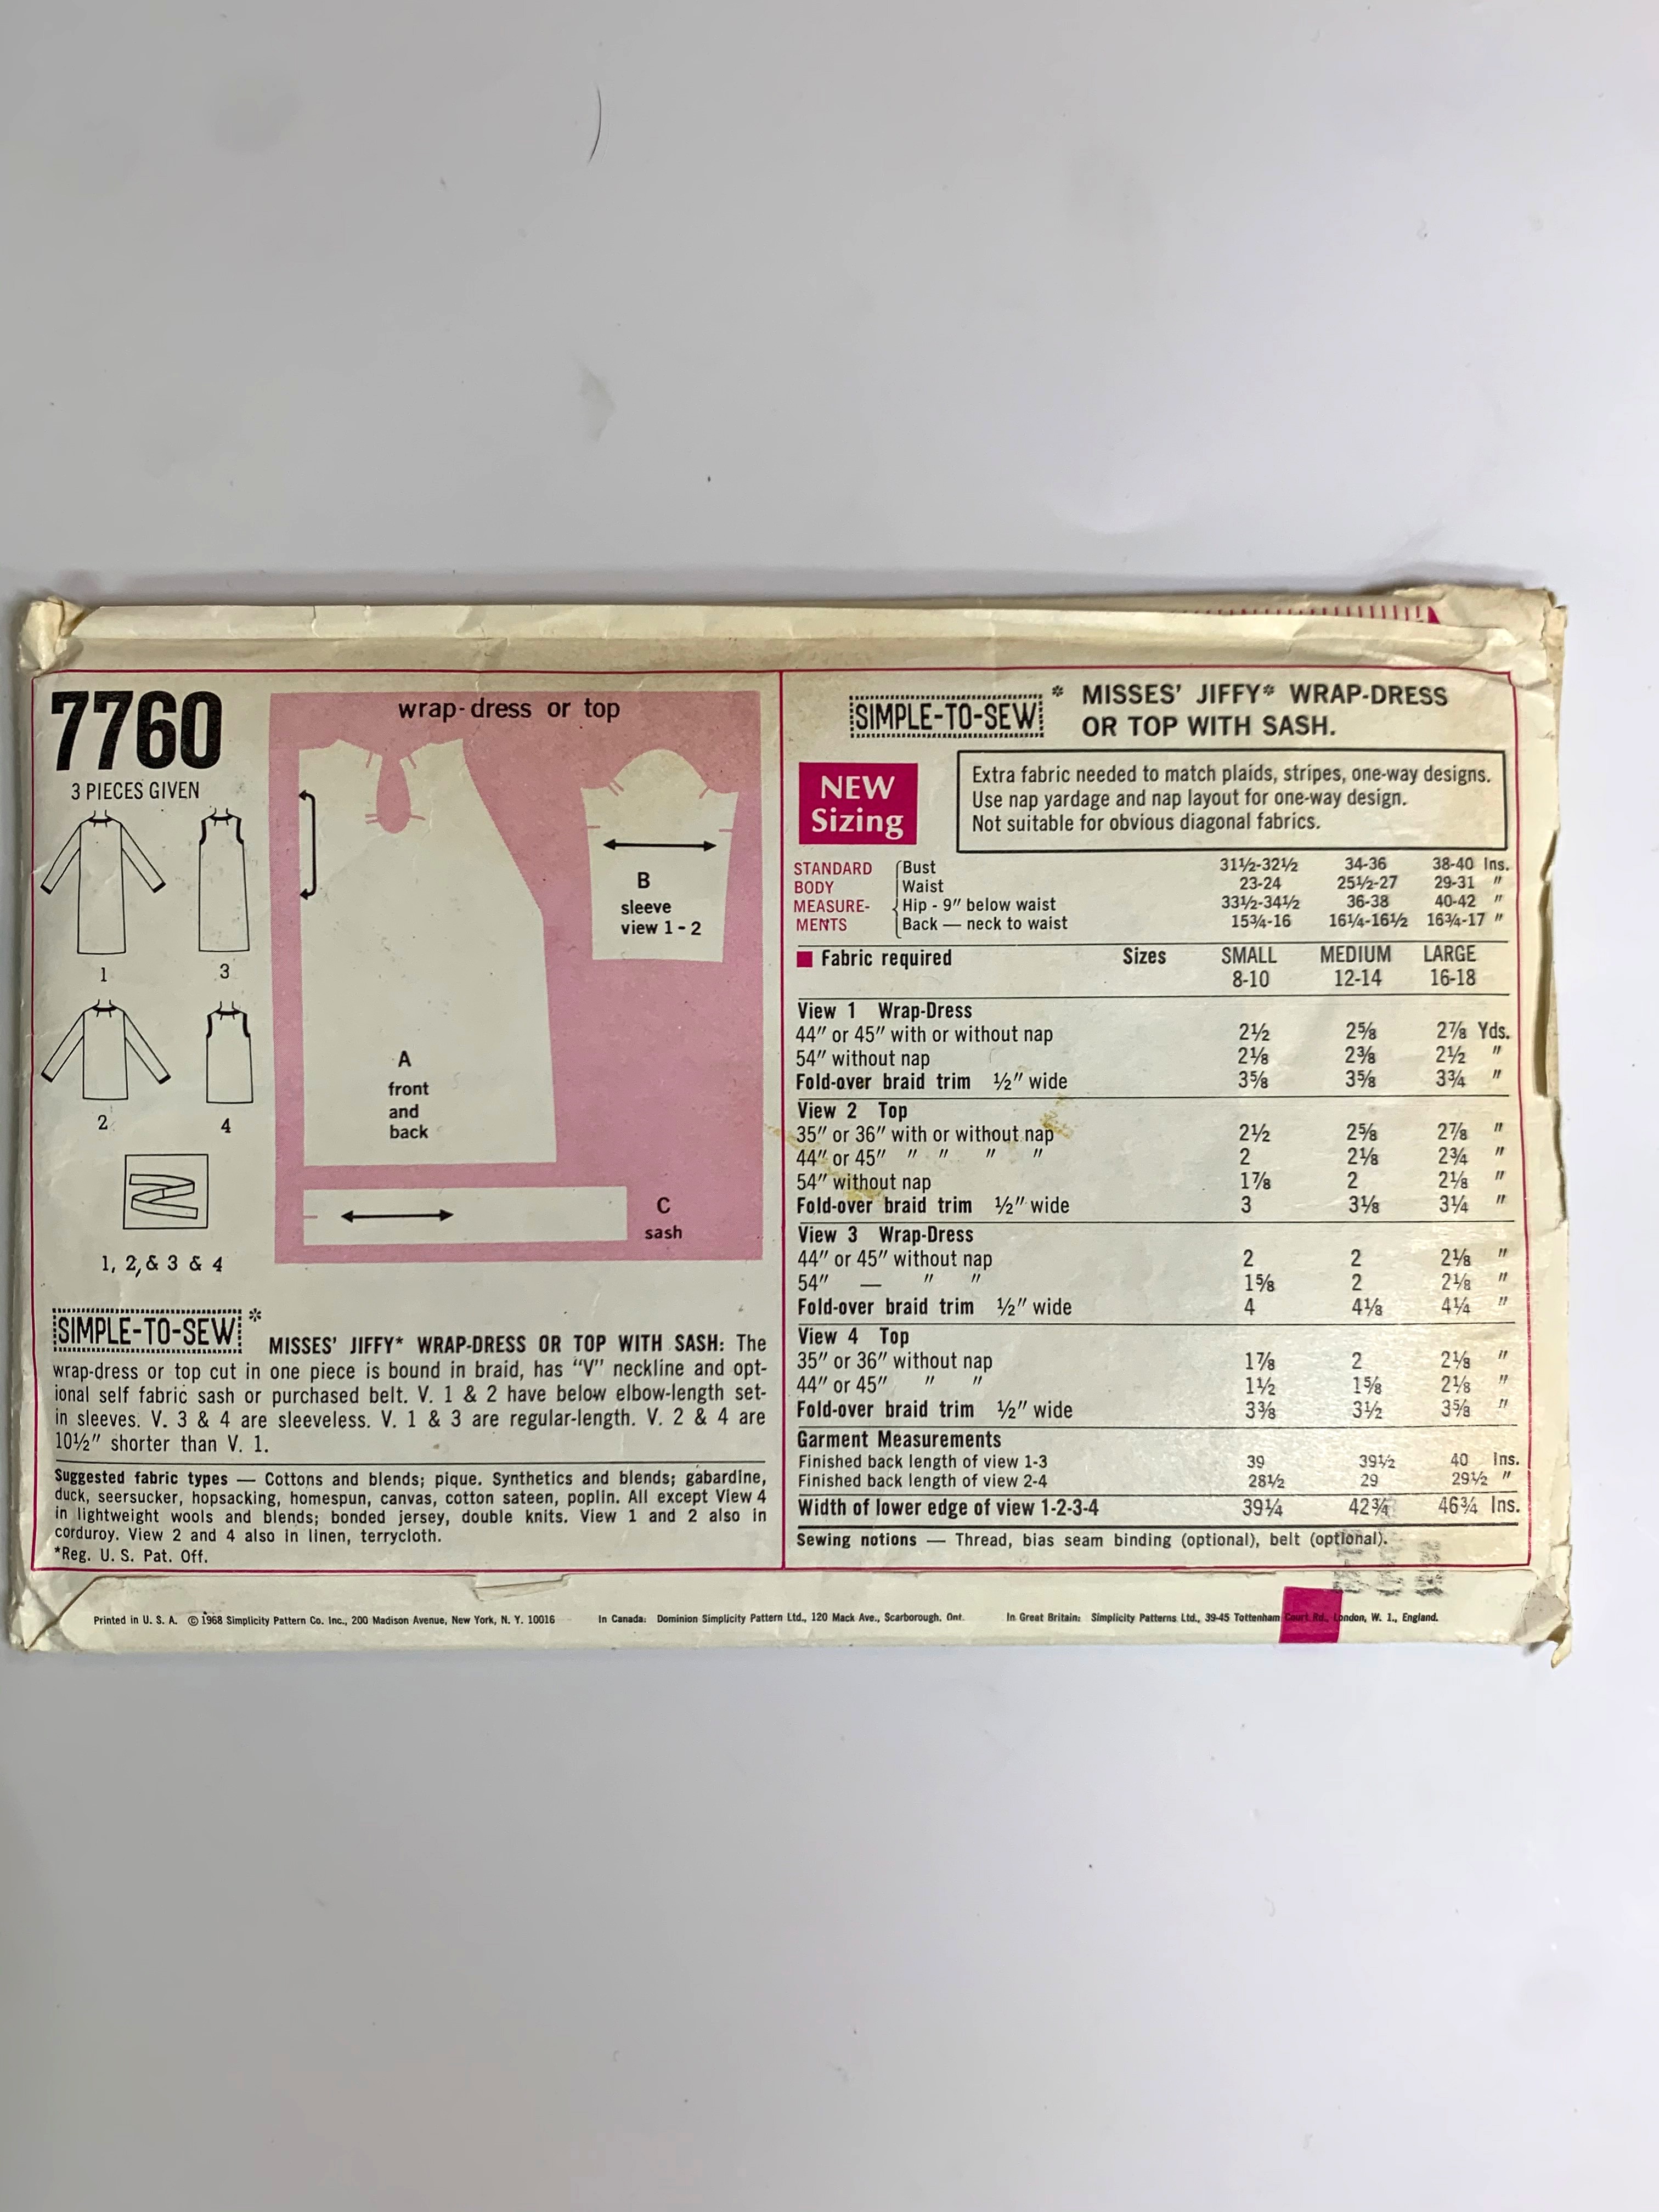 7760
3 PIECES GIVEN
1
3
2
4
1, 2, & 3 & 4
wrap-dress or top
A
front
and
back
B
sleeve
view 1-2
C
sash
SIMPLE-TO-SEW* MISSES' JIFFY* WRAP-DRESS OR TOP WITH SASH: The
wrap-dress or top cut in one piece is bound in braid, has "V" neckline and opt-
ional self fabric sash or purchased belt. V. 1 & 2 have below elbow-length set-
in sleeves. V. 3 & 4 are sleeveless. V. 1 & 3 are regular-length. V. 2 & 4 are
10½" shorter than V. 1.
Suggested fabric types — Cottons and blends; pique. Synthetics and blends; gabardine,
duck, seersucker, hopsacking, homespun, canvas, cotton sateen, poplin. All except View 4
in lightweight wools and blends; bonded jersey, double knits. View 1 and 2 also in
corduroy. View 2 and 4 also in linen, terrycloth.
*Reg. U. S. Pat. Off.
SIMPLE-TO-SEW* MISSES' JIFFY* WRAP-DRESS
OR TOP WITH SASH.
NEW
Sizing
Extra fabric needed to match plaids, stripes, one-way designs.
Use nap yardage and nap layout for one-way design.
Not suitable for obvious diagonal fabrics.
STANDARD Bust 31½-32½ 34-36 38-40 Ins.
BODY Waist 23-24 25½-27 29-31 "
MEASURE- Hip - 9" below waist 33½-34½ 36-38 40-42 "
MENTS Back — neck to waist 15¾-16 16¼-16½ 16¾-17 "
Fabric required Sizes SMALL MEDIUM LARGE
8-10 12-14 16-18
View 1 Wrap-Dress
44" or 45" with or without nap 2½ 2⅝ 2⅞ Yds.
54" without nap 2⅛ 2⅜ 2½ "
Fold-over braid trim ½" wide 3⅝ 3⅝ 3¾ "
View 2 Top
35" or 36" with or without nap 2½ 2⅝ 2⅞ "
44" or 45" " " " " 2 2⅛ 2¾ "
54" without nap 1⅞ 2 2⅛ "
Fold-over braid trim ½" wide 3 3⅛ 3¼ "
View 3 Wrap-Dress
44" or 45" without nap 2 2 2⅛ "
54" — " " 1⅝ 2 2⅛ "
Fold-over braid trim ½" wide 4 4⅛ 4¼ "
View 4 Top
35" or 36" without nap 1⅞ 2 2⅛ "
44" or 45" " " 1½ 1⅝ 2⅛ "
Fold-over braid trim ½" wide 3⅜ 3½ 3⅝ "
Garment Measurements
Finished back length of view 1-3 39 39½ 40 Ins.
Finished back length of view 2-4 28½ 29 29½ "
Width of lower edge of view 1-2-3-4 39¼ 42¾ 46¾ Ins.
Sewing notions — Thread, bias seam binding (optional), belt (optional).
Printed in U. S. A. © 1968 Simplicity Pattern Co. Inc., 200 Madison Avenue, New York, N. Y. 10016 In Canada: Dominion Simplicity Pattern Ltd., 120 Mack Ave., Scarborough, Ont. In Great Britain: Simplicity Patterns Ltd., 39-45 Tottenham Court Rd., London, W. 1., England.